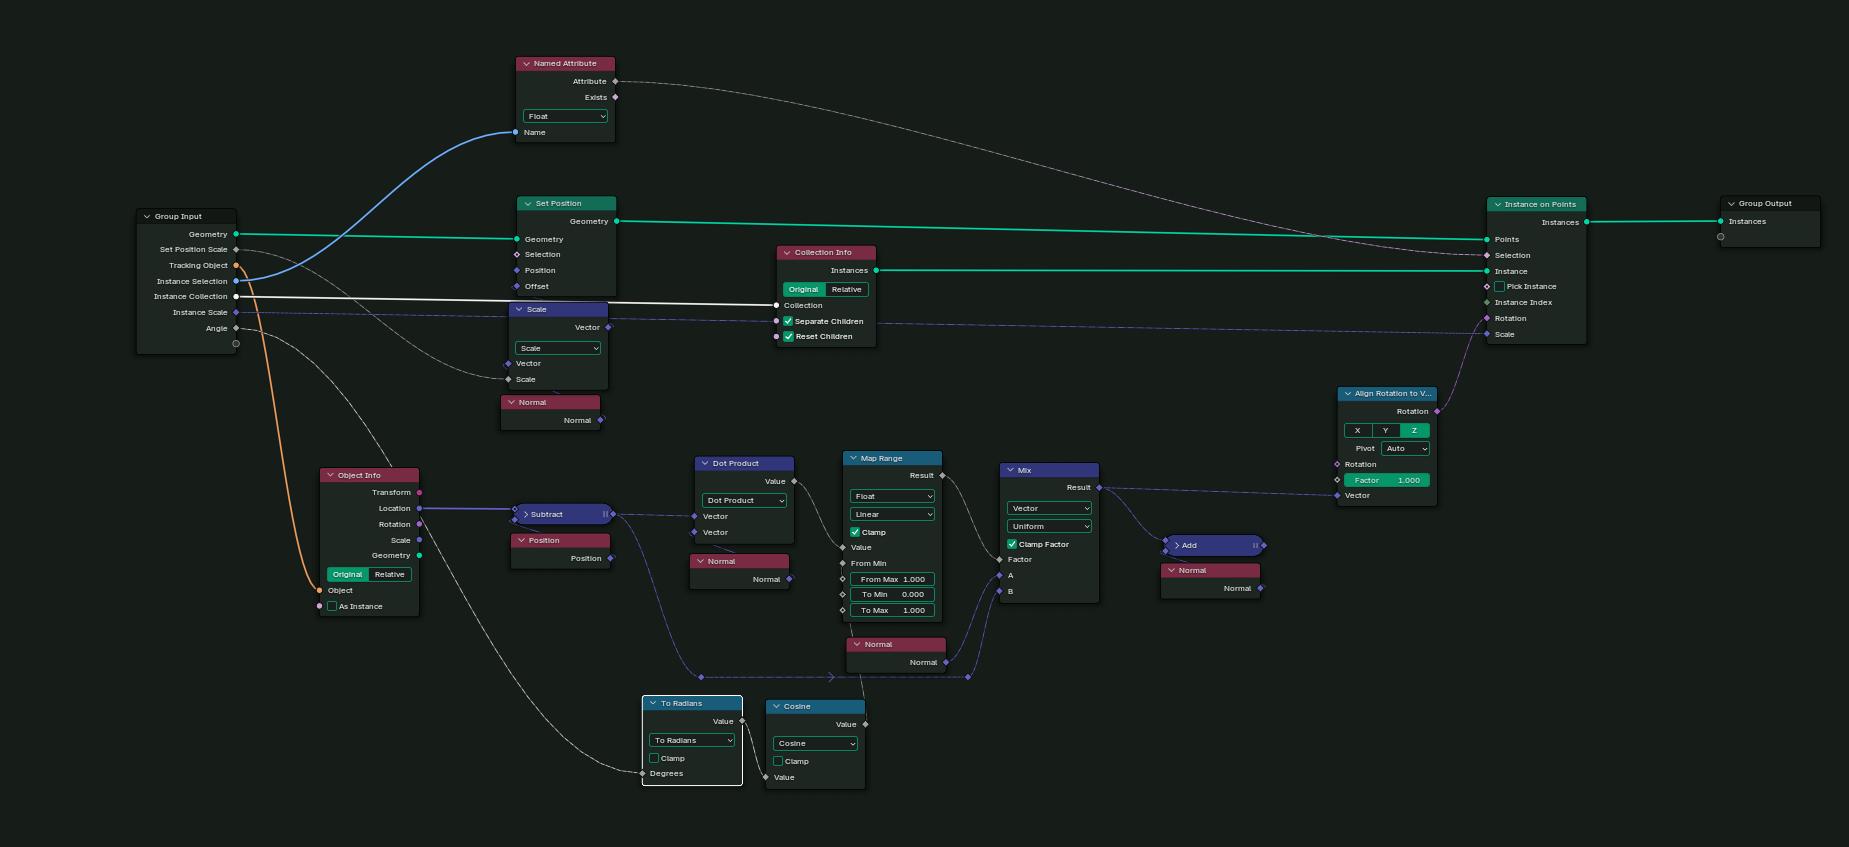 Named Attribute
Attribute
Exists
Float
Name
Group Input
Geometry
Set Position Scale
Tracking Object
Instance Selection
Instance Collection
Instance Scale
Angle
Set Position
Geometry
Geometry
Selection
Position
Offset
Scale
Vector
Scale
Vector
Scale
Normal
Normal
Collection Info
Instances
Original Relative
Collection
Separate Children
Reset Children
Instance on Points
Instances
Points
Selection
Instance
Pick Instance
Instance Index
Rotation
Scale
Group Output
Instances
Align Rotation to V...
Rotation
X Y Z
Pivot Auto
Rotation
Factor 1.000
Vector
Object Info
Transform
Location
Rotation
Scale
Geometry
Original Relative
Object
As Instance
Subtract
Position
Position
Dot Product
Value
Dot Product
Vector
Vector
Normal
Normal
Map Range
Result
Float
Linear
Clamp
Value
From Min
From Max 1.000
To Min 0.000
To Max 1.000
Normal
Normal
Mix
Result
Vector
Uniform
Clamp Factor
Factor
A
B
Add
Normal
Normal
To Radians
Value
To Radians
Clamp
Degrees
Cosine
Value
Cosine
Clamp
Value